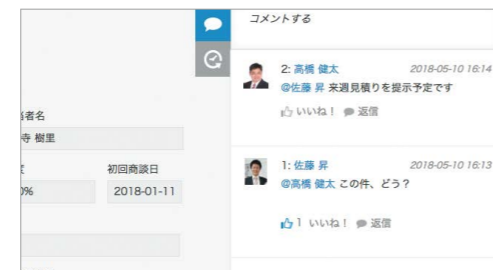 コメントする
2: 高橋 健太 2018-05-10 16:14
@佐藤 昇 来週見積りを提示予定です
いいね！ 返信
1: 佐藤 昇 2018-05-10 16:13
@高橋 健太 この件、どう？
1 いいね！ 返信
当者名
寺 樹里
初回商談日
0% 2018-01-11